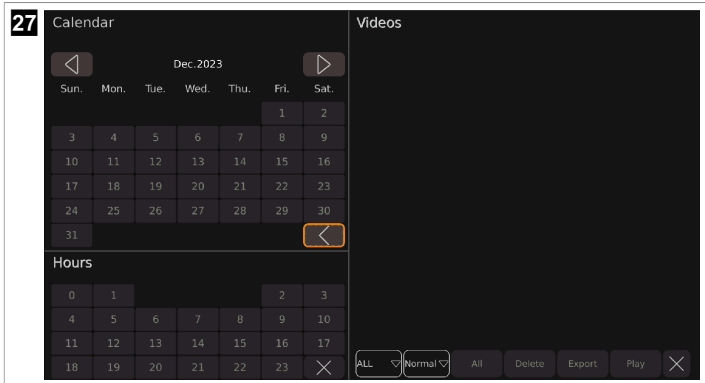 27
Calendar
Dec.2023
Sun. Mon. Tue. Wed. Thu. Fri. Sat.
1 2
3 4 5 6 7 8 9
10 11 12 13 14 15 16
17 18 19 20 21 22 23
24 25 26 27 28 29 30
31
Hours
0 1 2 3
4 5 6 7 8 9 10
11 12 13 14 15 16 17
18 19 20 21 22 23
Videos
ALL Normal All Delete Export Play